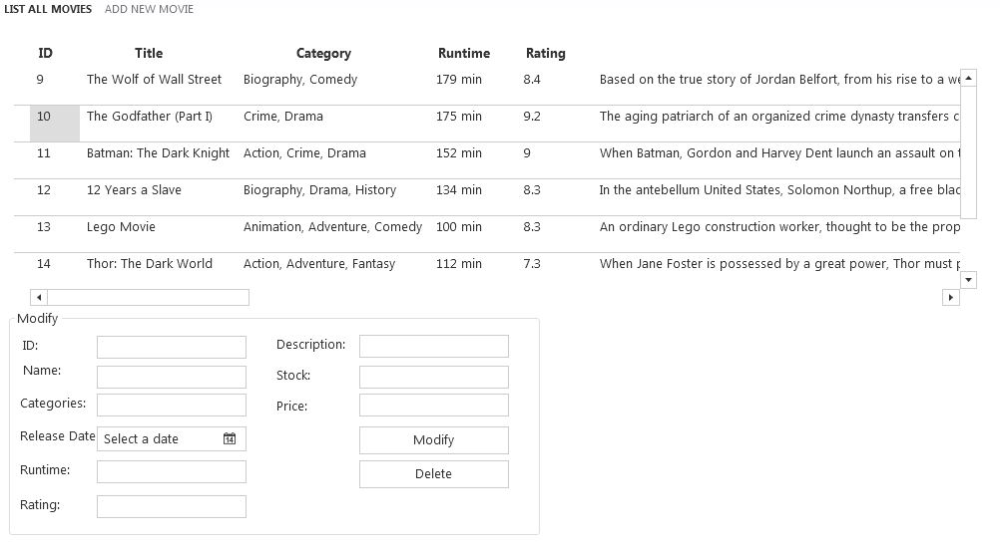 LIST ALL MOVIES ADD NEW MOVIE
ID Title Category Runtime Rating
9 The Wolf of Wall Street Biography, Comedy 179 min 8.4 Based on the true story of Jordan Belfort, from his rise to a we
10 The Godfather (Part I) Crime, Drama 175 min 9.2 The aging patriarch of an organized crime dynasty transfers c
11 Batman: The Dark Knight Action, Crime, Drama 152 min 9 When Batman, Gordon and Harvey Dent launch an assault on t
12 12 Years a Slave Biography, Drama, History 134 min 8.3 In the antebellum United States, Solomon Northup, a free blac
13 Lego Movie Animation, Adventure, Comedy 100 min 8.3 An ordinary Lego construction worker, thought to be the prop
14 Thor: The Dark World Action, Adventure, Fantasy 112 min 7.3 When Jane Foster is possessed by a great power, Thor must p
Modify
ID: Description:
Name: Stock:
Categories: Price:
Release Date Select a date 14 Modify
Runtime: Delete
Rating: